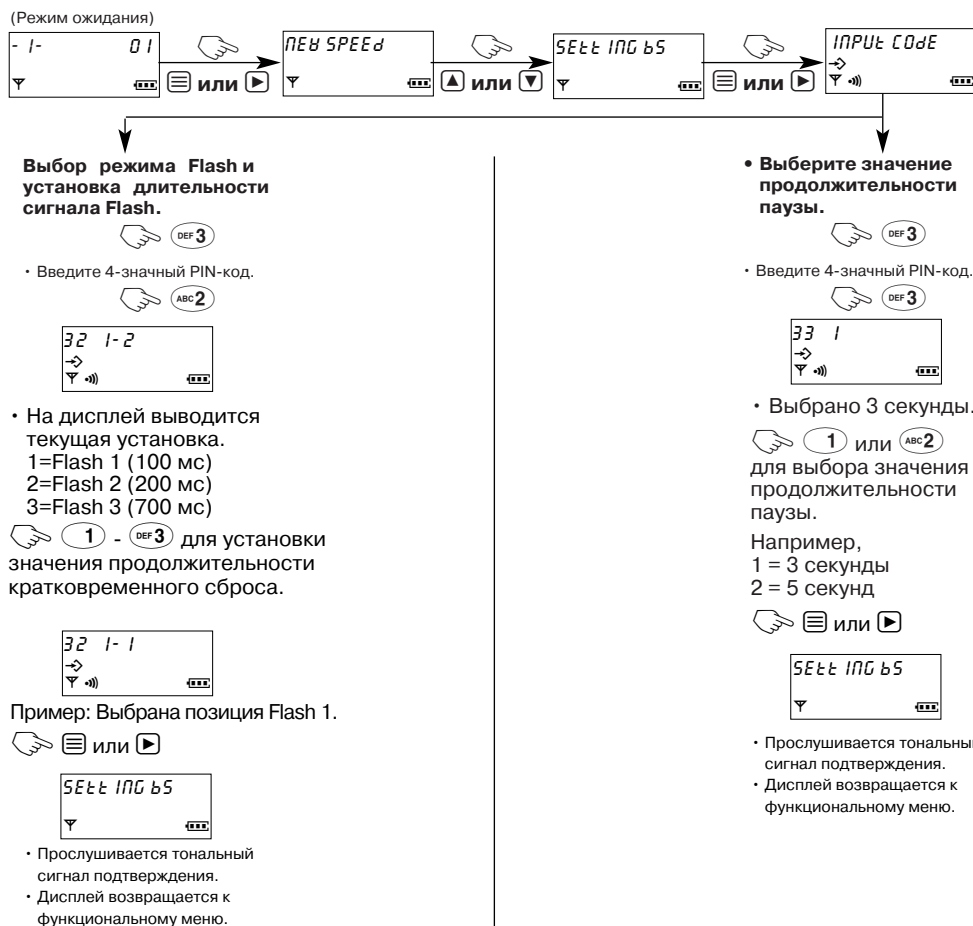 (Режим ожидания)
- 1- 01
NEW SPEEd
SEtt ING bS
INPUt COdE
или
или
или
Выбор режима Flash и
установка длительности
сигнала Flash.
DEF 3
· Введите 4-значный PIN-код.
ABC 2
32 1-2
· На дисплей выводится
текущая установка.
1=Flash 1 (100 мс)
2=Flash 2 (200 мс)
3=Flash 3 (700 мс)
1 - DEF 3 для установки
значения продолжительности
кратковременного сброса.
32 1-1
Пример: Выбрана позиция Flash 1.
или
SEtt ING bS
· Прослушивается тональный
сигнал подтверждения.
· Дисплей возвращается к
функциональному меню.
• Выберите значение
продолжительности
паузы.
DEF 3
· Введите 4-значный PIN-код.
DEF 3
33 1
· Выбрано 3 секунды.
1 или ABC 2
для выбора значения
продолжительности
паузы.
Например,
1 = 3 секунды
2 = 5 секунд
или
SEtt ING bS
· Прослушивается тональны
сигнал подтверждения.
· Дисплей возвращается к
функциональному меню.